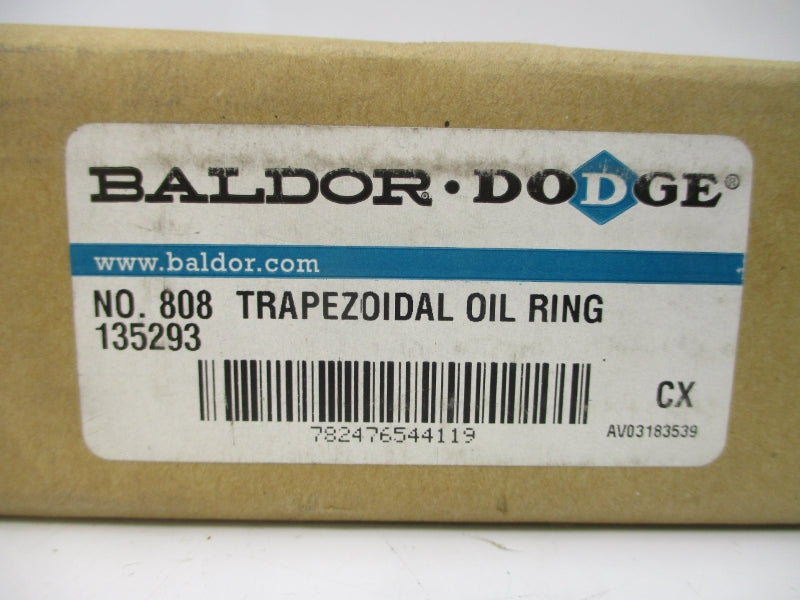 BALDOR® · DODGE®
www.baldor.com
NO. 808 TRAPEZOIDAL OIL RING
135293
CX
782476544119
AV03183539